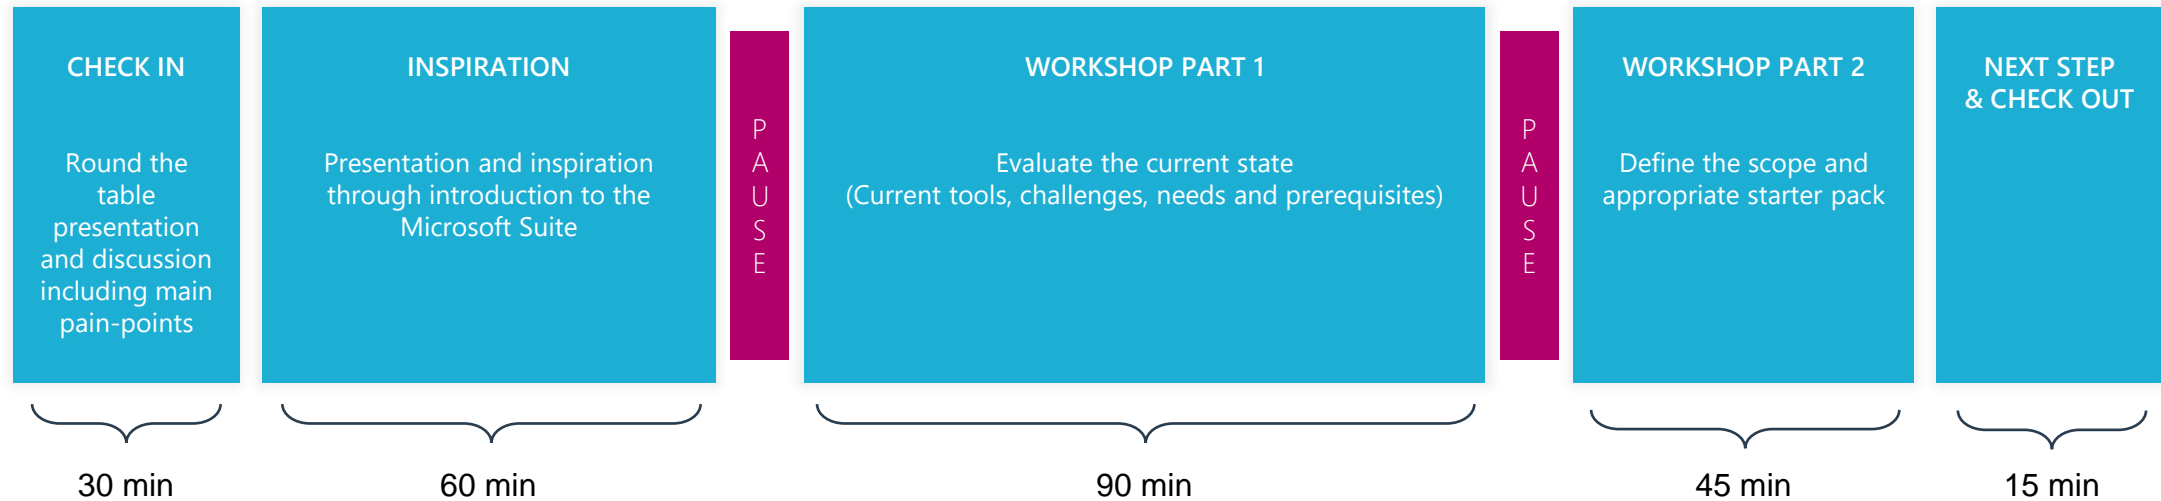 CHECK IN
Round the
table
presentation
and discussion
including main
pain-points
30 min
INSPIRATION
Presentation and inspiration
through introduction to the
Microsoft Suite
60 min
P
A
U
S
E
WORKSHOP PART 1
Evaluate the current state
(Current tools, challenges, needs and prerequisites)
90 min
P
A
U
S
E
WORKSHOP PART 2
Define the scope and
appropriate starter pack
45 min
NEXT STEP
& CHECK OUT
15 min